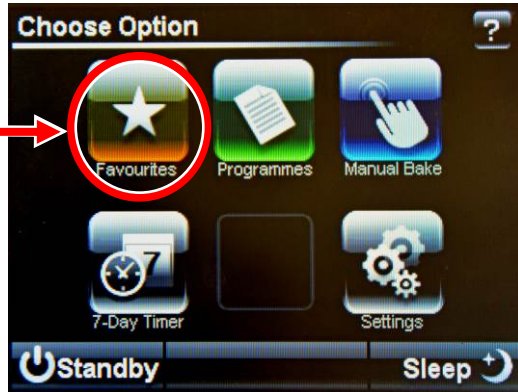 Choose Option
?
Favourites
Programmes
Manual Bake
7
7-Day Timer
Settings
Standby
Sleep